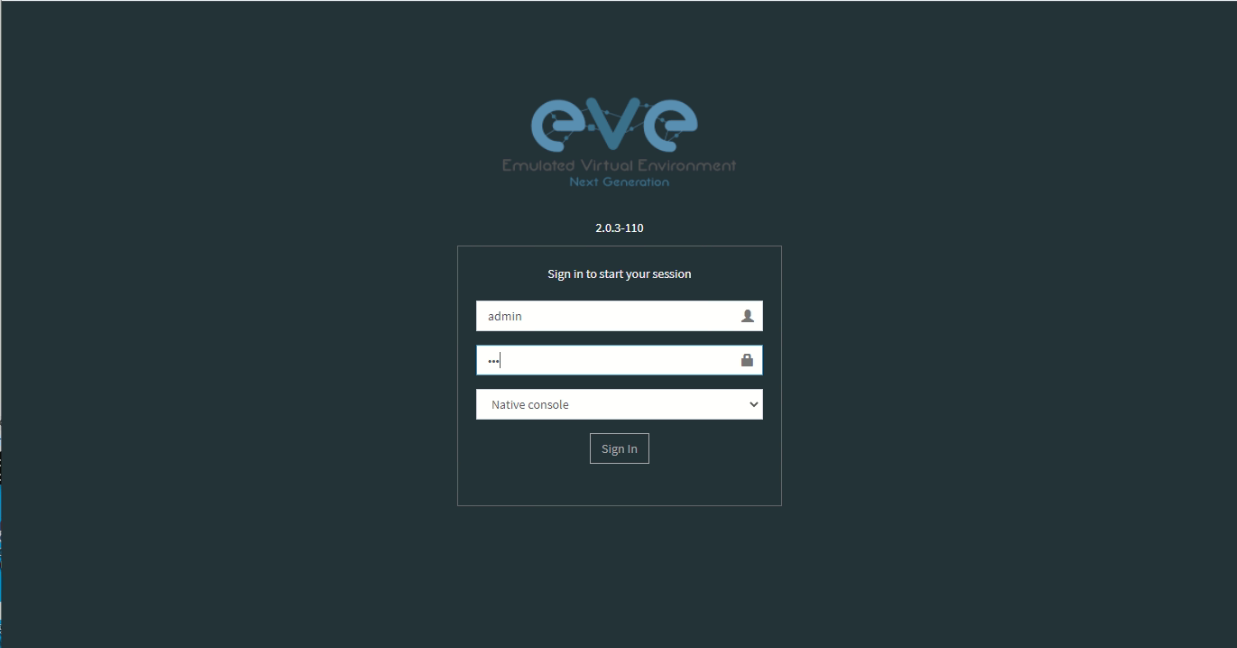 eve
Emulated Virtual Environment
Next Generation
2.0.3-110
Sign in to start your session
admin
•••
Native console
Sign In